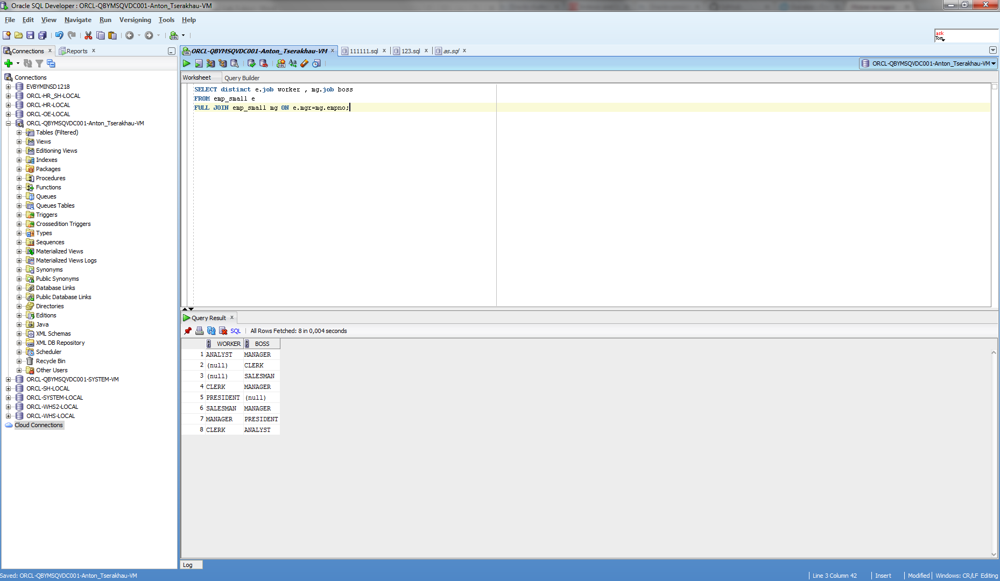 Oracle SQL Developer : ORCL-QBYMSQVDC001-Anton_Tserakhau-VM
File Edit View Navigate Run Versioning Tools Help
ask
Tom
Connections x Reports x
ORCL-QBYMSQVDC001-Anton_Tserakhau-VM x 111111.sql x 123.sql x as.sql x
ORCL-QBYMSQVDC001-Anton_Tserakhau-VM
Worksheet Query Builder
Connections
EVBYMINSD1218
ORCL-HR_SH-LOCAL
ORCL-HR-LOCAL
ORCL-OE-LOCAL
ORCL-QBYMSQVDC001-Anton_Tserakhau-VM
Tables (Filtered)
Views
Editioning Views
Indexes
Packages
Procedures
Functions
Queues
Queues Tables
Triggers
Crossedition Triggers
Types
Sequences
Materialized Views
Materialized Views Logs
Synonyms
Public Synonyms
Database Links
Public Database Links
Directories
Editions
Java
XML Schemas
XML DB Repository
Scheduler
Recycle Bin
Other Users
ORCL-QBYMSQVDC001-SYSTEM-VM
ORCL-SH-LOCAL
ORCL-SYSTEM-LOCAL
ORCL-WHS2-LOCAL
ORCL-WHS-LOCAL
Cloud Connections
SELECT distinct e.job worker , mg.job boss
FROM emp_small e
FULL JOIN emp_small mg ON e.mgr=mg.empno;
Query Result x
SQL | All Rows Fetched: 8 in 0,004 seconds
WORKER BOSS
1 ANALYST MANAGER
2 (null) CLERK
3 (null) SALESMAN
4 CLERK MANAGER
5 PRESIDENT (null)
6 SALESMAN MANAGER
7 MANAGER PRESIDENT
8 CLERK ANALYST
Log
Saved: ORCL-QBYMSQVDC001-Anton_Tserakhau-VM
Line 3 Column 42 | Insert | Modified | Windows: CR/LF Editing